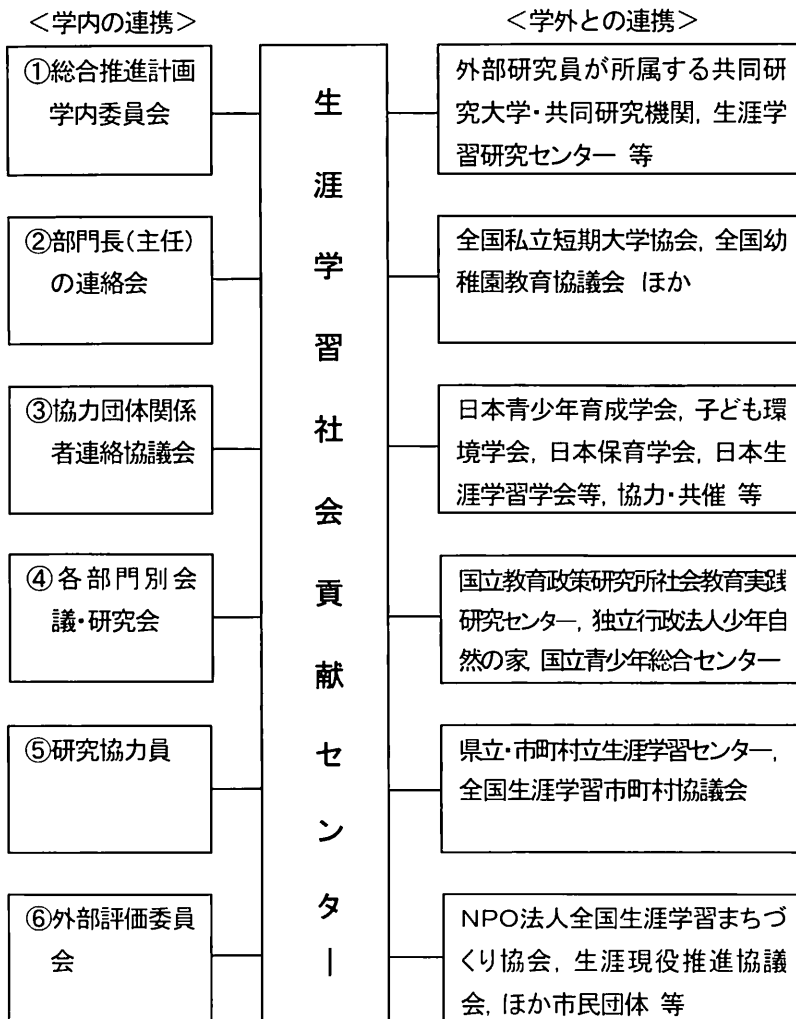 <学内の連携>
①総合推進計画
学内委員会
②部門長(主任)
の連絡会
③協力団体関係
者連絡協議会
④各部門別会
議・研究会
⑤研究協力員
⑥外部評価委員
会
生涯学習社会貢献センター
<学外との連携>
外部研究員が所属する共同研
究大学・共同研究機関, 生涯学
習研究センター 等
全国私立短期大学協会, 全国幼
稚園教育協議会 ほか
日本青少年育成学会, 子ども環
境学会, 日本保育学会, 日本生
涯学習学会等, 協力・共催 等
国立教育政策研究所社会教育実践
研究センター, 独立行政法人少年自
然の家, 国立青少年総合センター
県立・市町村立生涯学習センター,
全国生涯学習市町村協議会
NPO法人全国生涯学習まちづ
くり協会, 生涯現役推進協議
会, ほか市民団体 等